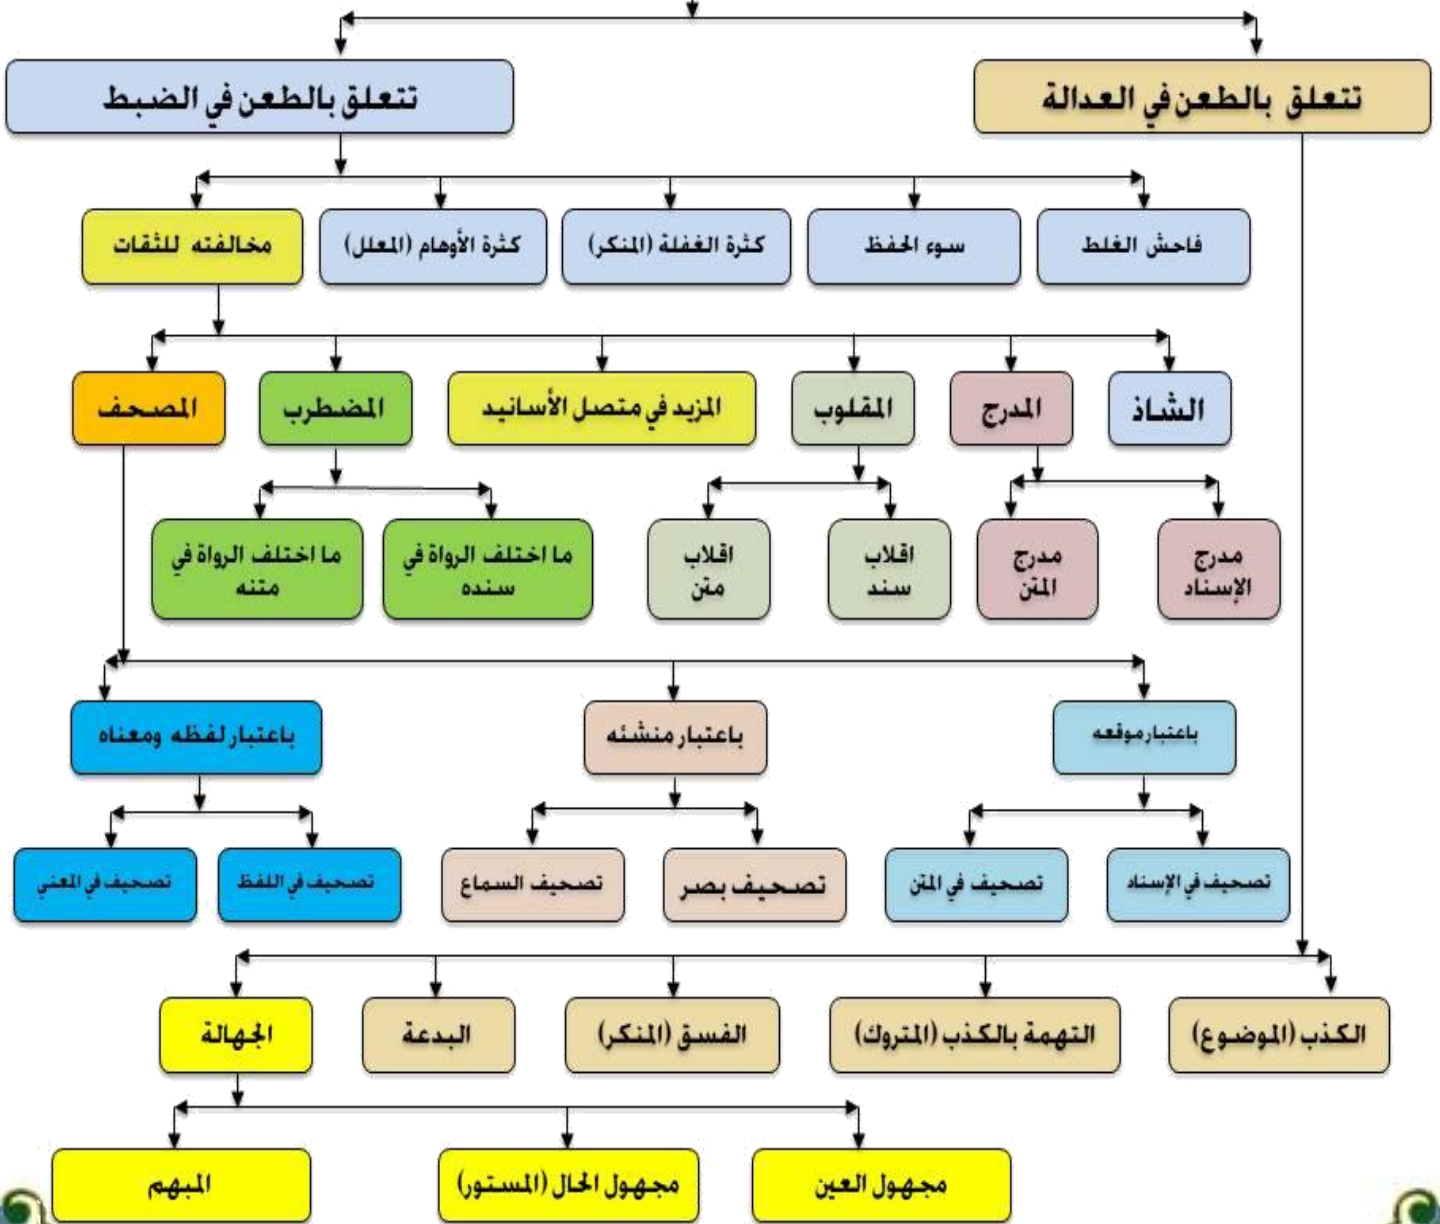 تتعلق بالطعن في العدالة
تتعلق بالطعن في الضبط
فاحش الغلط
سوء الحفظ
كثرة الغفلة (المنكر)
كثرة الأوهام (المعلل)
مخالفته للثقات
الشاذ
المدرج
المقلوب
المزيد في متصل الأسانيد
المضطرب
المصحف
مدرج
الإسناد
مدرج
المتن
اقلاب
سند
اقلاب
متن
ما اختلف الرواة في
سنده
ما اختلف الرواة في
متنه
باعتبار موقعه
باعتبار منشئه
باعتبار لفظه ومعناه
تصحيف في الإسناد
تصحيف في المتن
تصحيف بصر
تصحيف السماع
تصحيف في اللفظ
تصحيف في المعني
الكذب (الموضوع)
التهمة بالكذب (المتروك)
الفسق (المنكر)
البدعة
الجهالة
مجهول العين
مجهول الحال (المستور)
المبهم